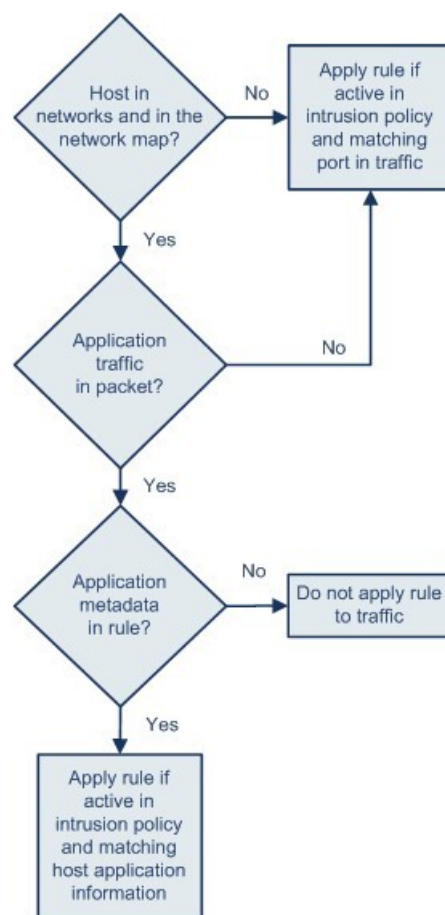 Host in
networks and in the
network map?
No
Apply rule if
active in
intrusion policy
and matching
port in traffic
Yes
Application
traffic
in packet?
No
Yes
Application
metadata
in rule?
No
Do not apply rule
to traffic
Yes
Apply rule if
active in
intrusion policy
and matching
host application
information